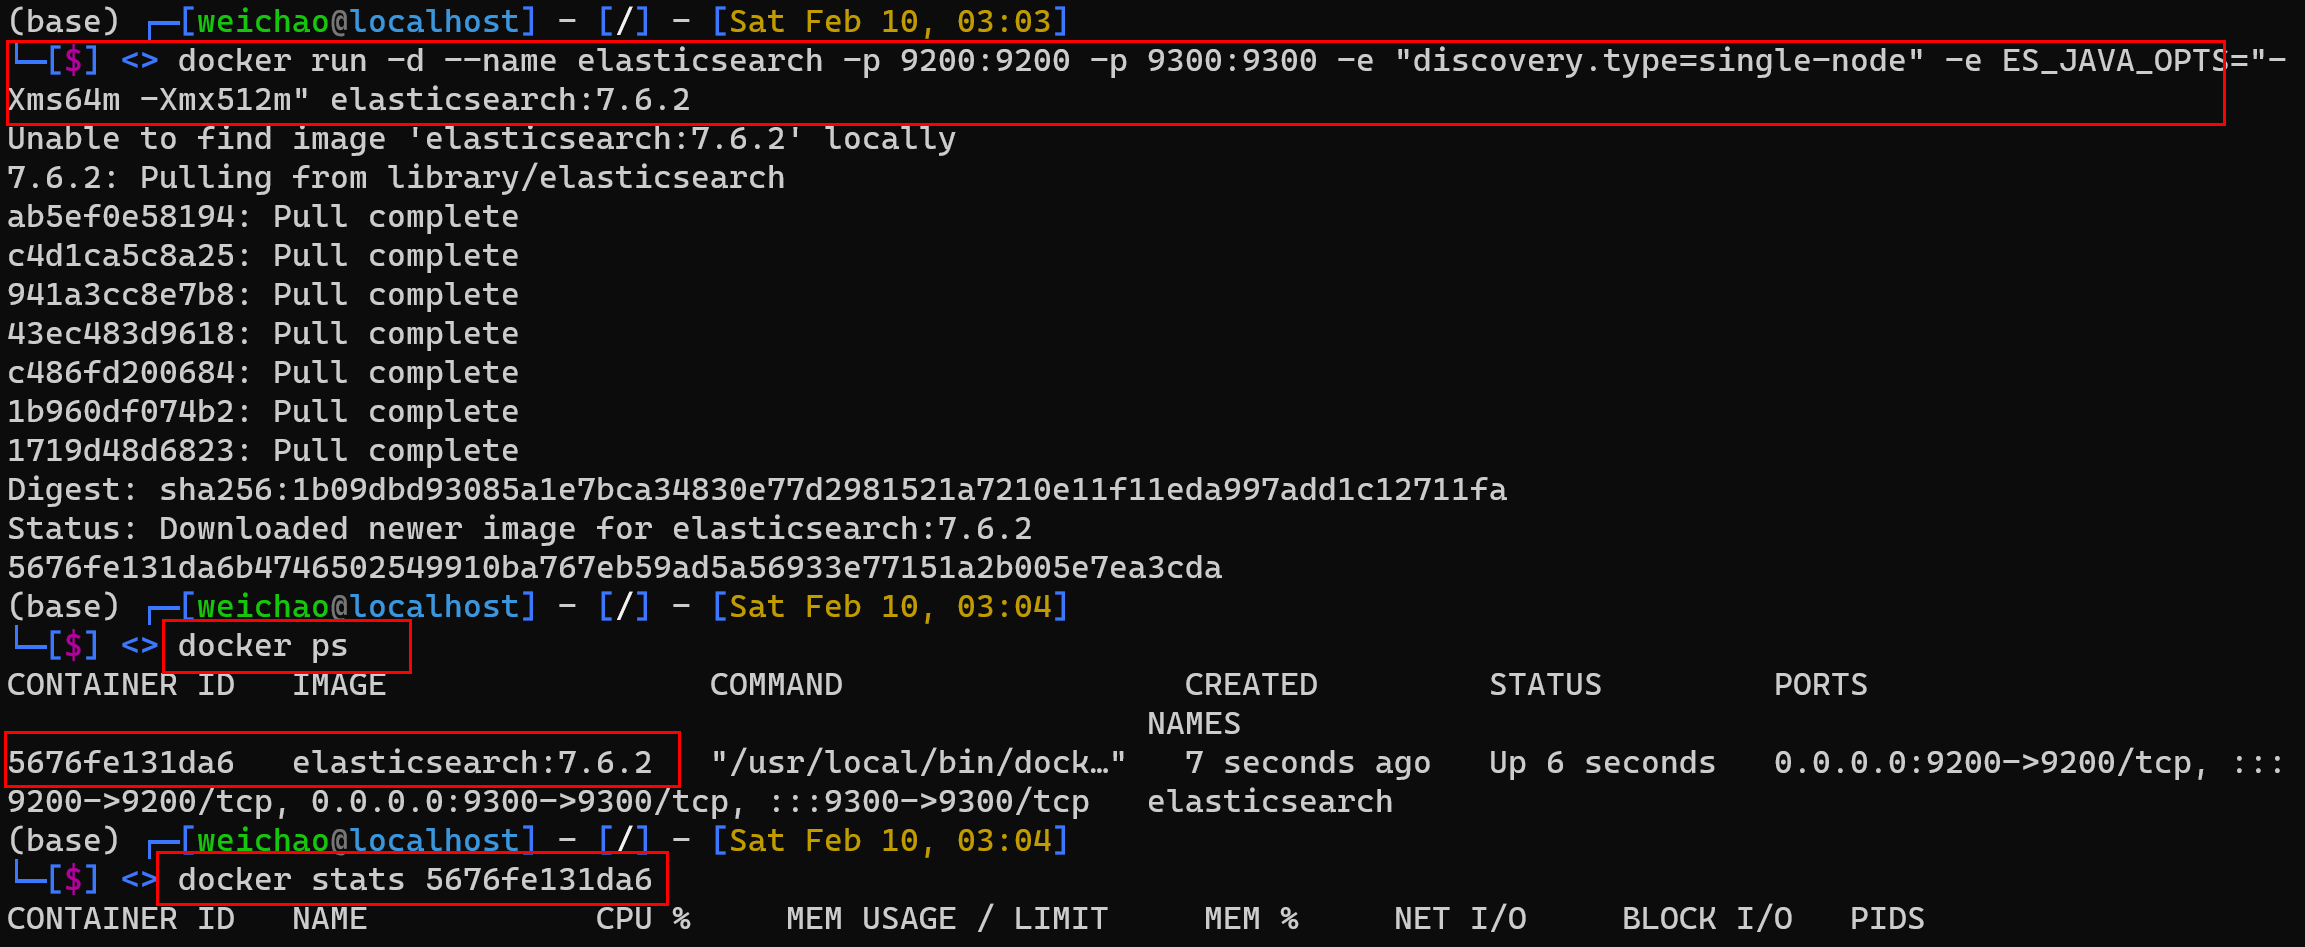 (base) ┌─[weichao@localhost] - [/] - [Sat Feb 10, 03:03]
└─[$] <> docker run -d --name elasticsearch -p 9200:9200 -p 9300:9300 -e "discovery.type=single-node" -e ES_JAVA_OPTS="-
Xms64m -Xmx512m" elasticsearch:7.6.2
Unable to find image 'elasticsearch:7.6.2' locally
7.6.2: Pulling from library/elasticsearch
ab5ef0e58194: Pull complete
c4d1ca5c8a25: Pull complete
941a3cc8e7b8: Pull complete
43ec483d9618: Pull complete
c486fd200684: Pull complete
1b960df074b2: Pull complete
1719d48d6823: Pull complete
Digest: sha256:1b09dbd93085a1e7bca34830e77d2981521a7210e11f11eda997add1c12711fa
Status: Downloaded newer image for elasticsearch:7.6.2
5676fe131da6b4746502549910ba767eb59ad5a56933e77151a2b005e7ea3cda
(base) ┌─[weichao@localhost] - [/] - [Sat Feb 10, 03:04]
└─[$] <> docker ps
CONTAINER ID   IMAGE                 COMMAND                  CREATED         STATUS         PORTS
NAMES
5676fe131da6   elasticsearch:7.6.2   "/usr/local/bin/dock…"   7 seconds ago   Up 6 seconds   0.0.0.0:9200->9200/tcp, :::
9200->9200/tcp, 0.0.0.0:9300->9300/tcp, :::9300->9300/tcp   elasticsearch
(base) ┌─[weichao@localhost] - [/] - [Sat Feb 10, 03:04]
└─[$] <> docker stats 5676fe131da6
CONTAINER ID   NAME            CPU %     MEM USAGE / LIMIT     MEM %     NET I/O     BLOCK I/O   PIDS